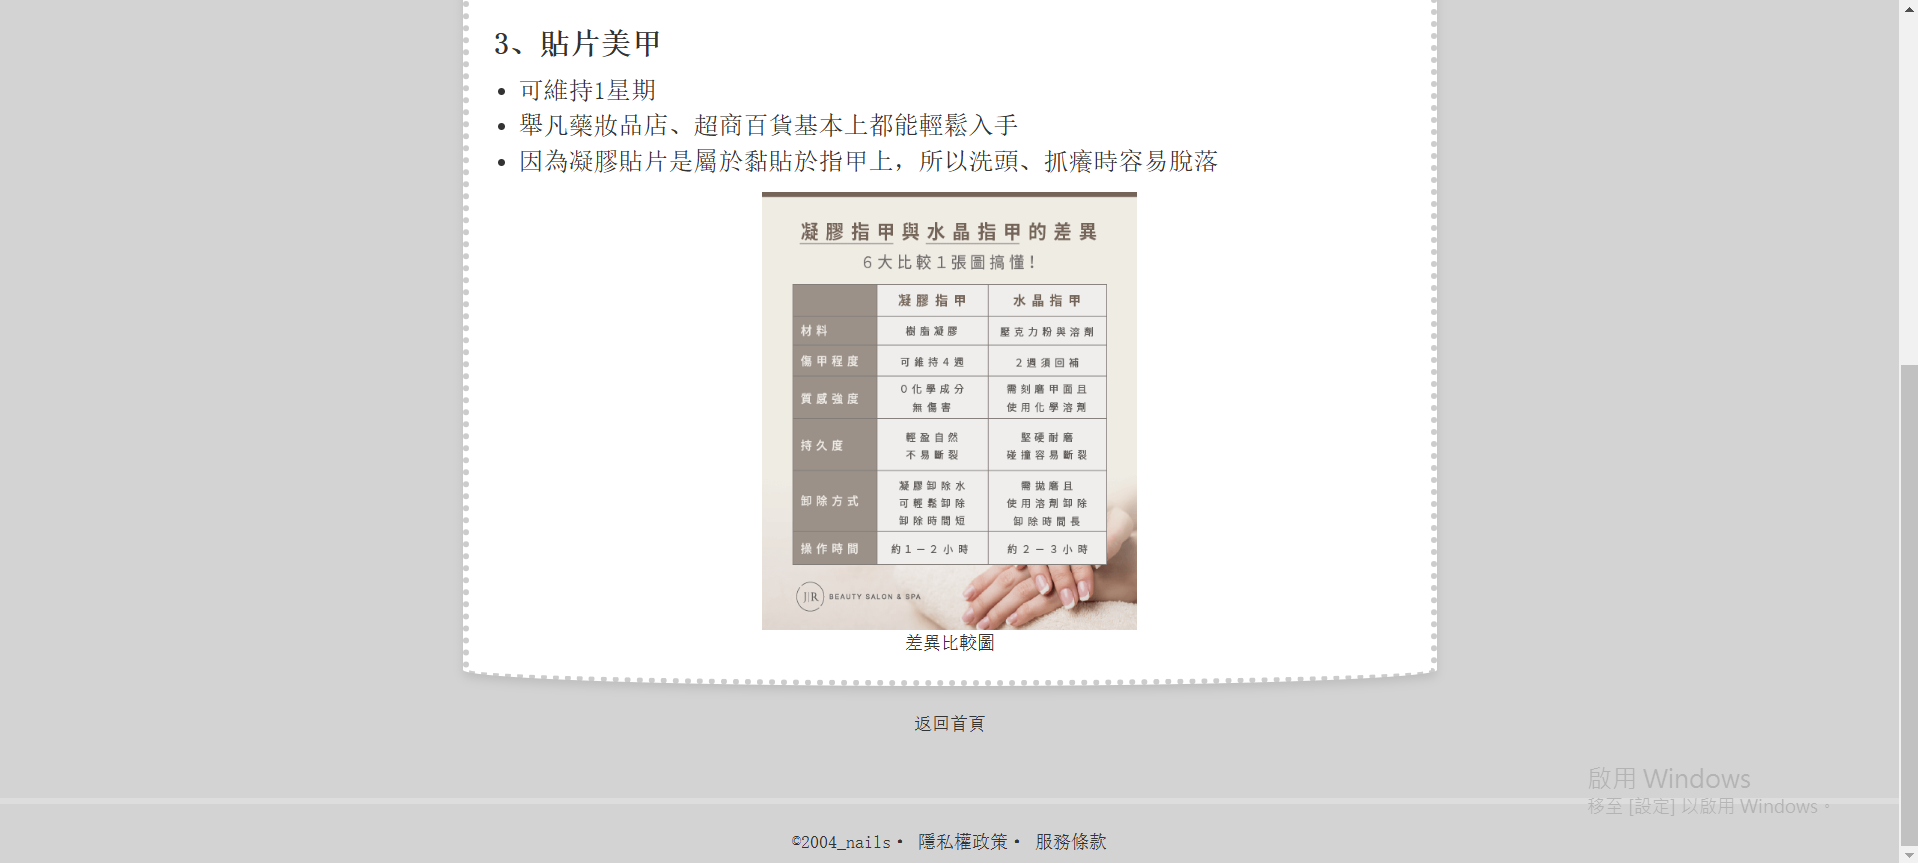 3、貼片美甲
可維持1星期
舉凡藥妝品店、超商百貨基本上都能輕鬆入手
因為凝膠貼片是屬於黏貼於指甲上，所以洗頭、抓癢時容易脫落
凝膠指甲與水晶指甲的差異
6大比較1張圖搞懂！
凝膠指甲 水晶指甲
材料 樹脂凝膠 壓克力粉與溶劑
傷甲程度 可維持4週 2週須回補
質感強度 0化學成分 無傷害 需刻磨甲面且 使用化學溶劑
持久度 輕盈自然 不易斷裂 堅硬耐磨 碰撞容易斷裂
卸除方式 凝膠卸除水 可輕鬆卸除 卸除時間短 需拋磨且 使用溶劑卸除 卸除時間長
操作時間 約1－2小時 約2－3小時
JR BEAUTY SALON & SPA
差異比較圖
返回首頁
啟用 Windows
移至 [設定] 以啟用 Windows。
©2004_nails• 隱私權政策• 服務條款